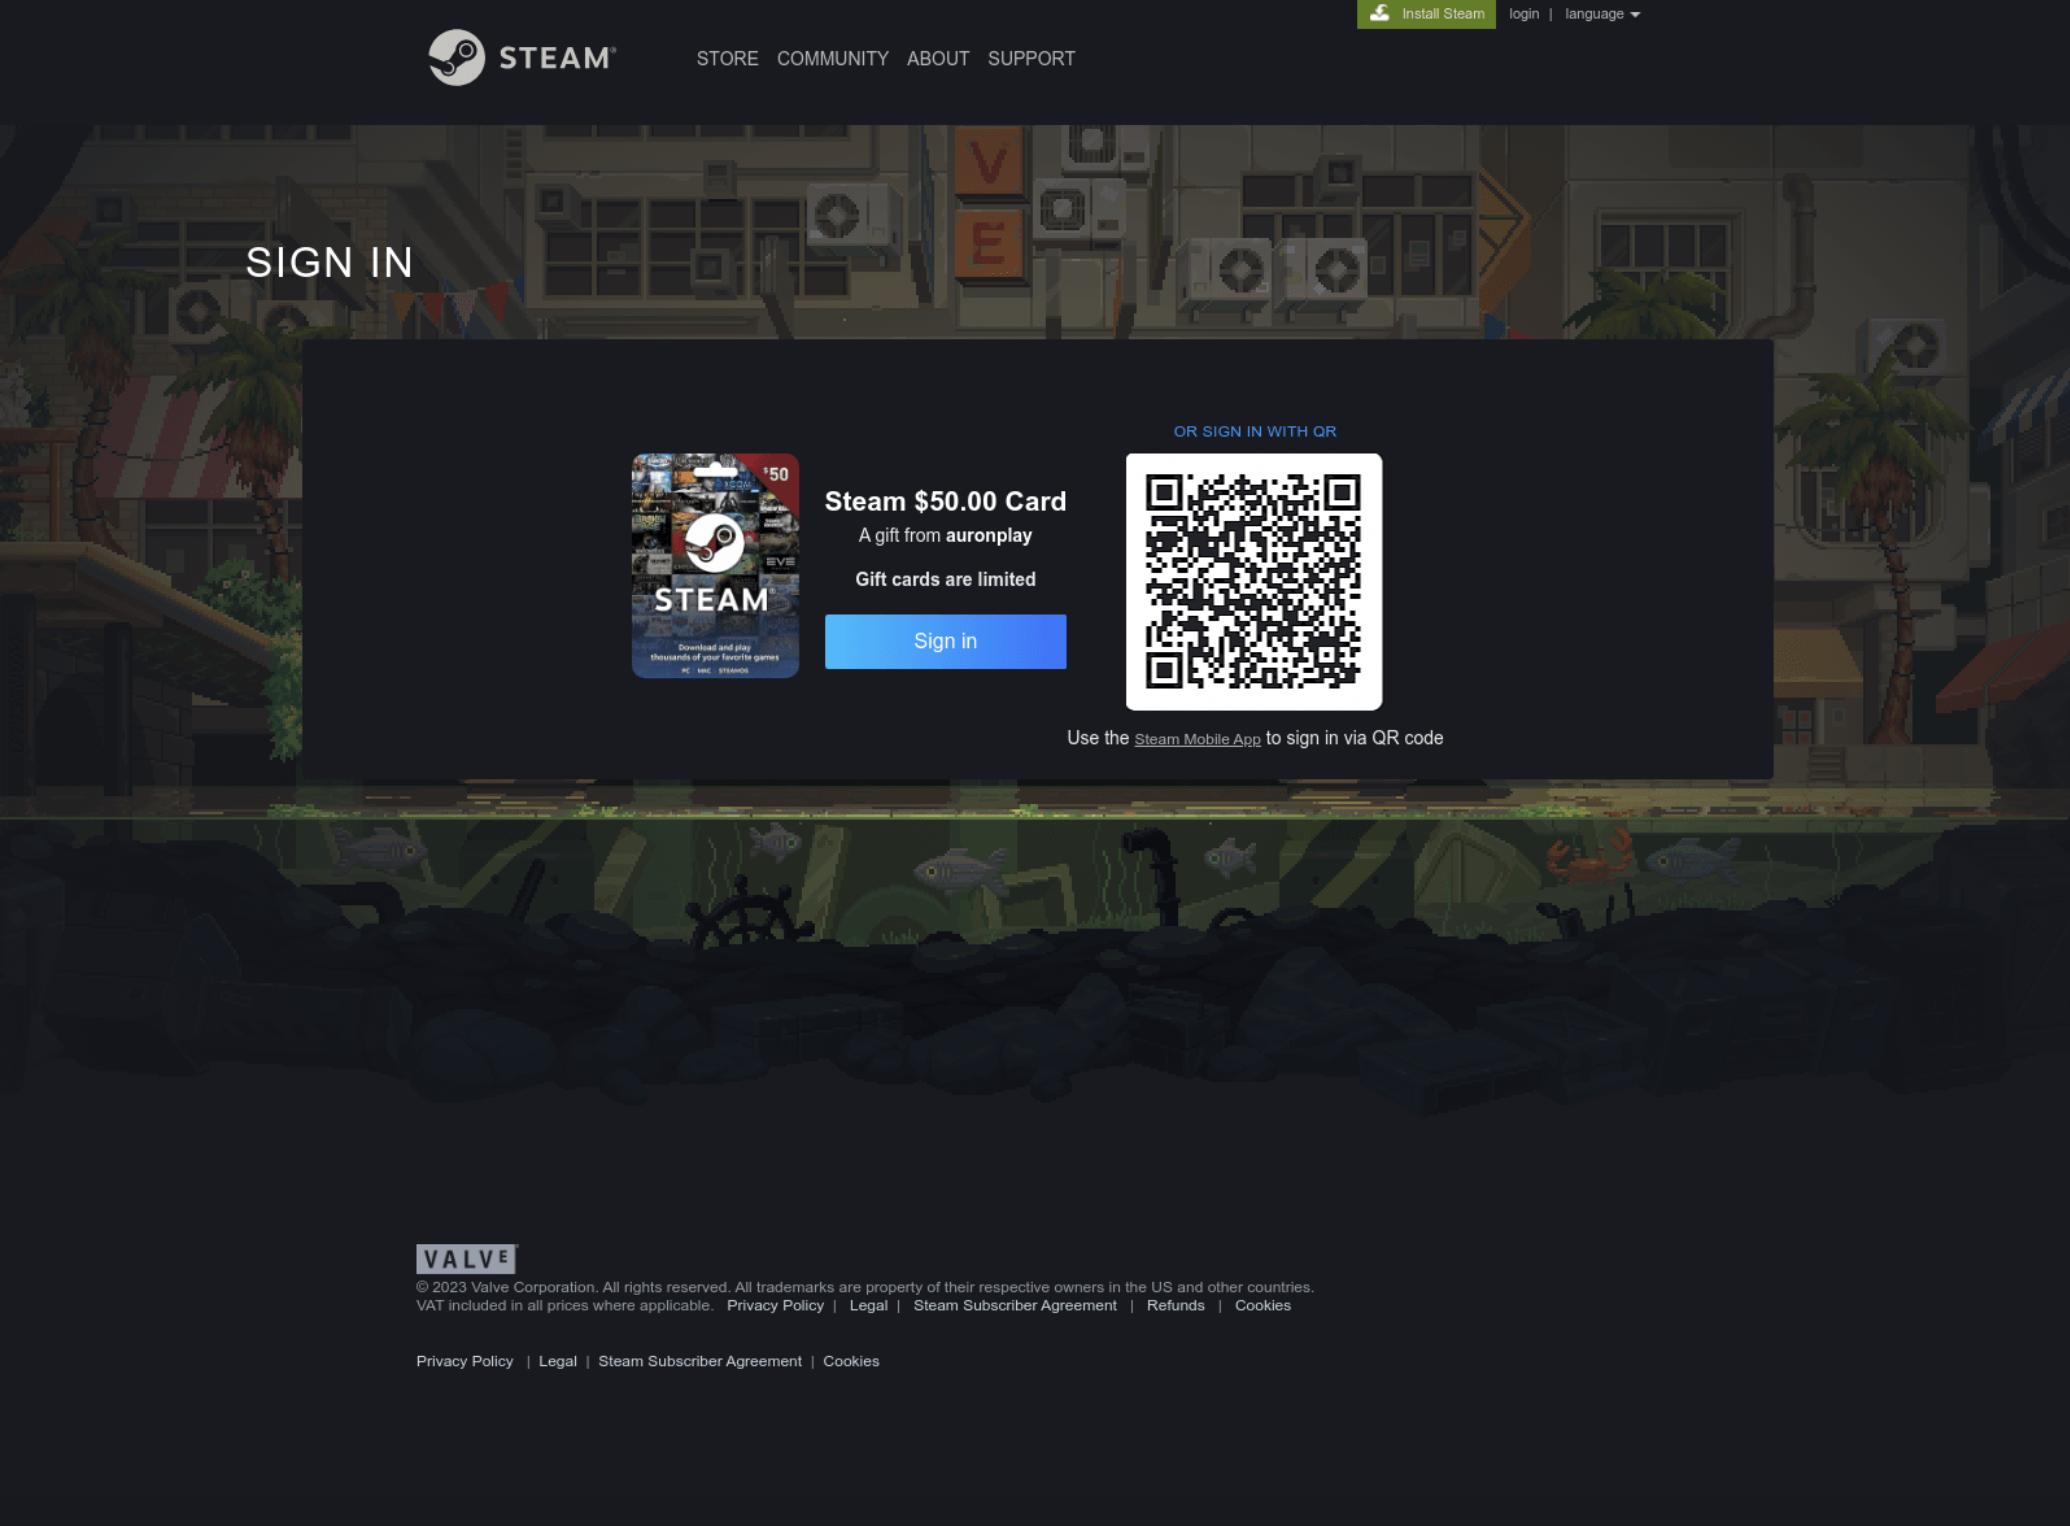 Install Steam login | language
STEAM®
STORE COMMUNITY ABOUT SUPPORT
V
E
SIGN IN
OR SIGN IN WITH QR
$50
Steam $50.00 Card
A gift from auronplay
EVE
Gift cards are limited
STEAM®
Sign in
Download and play
thousands of your favorite games
PC MAC STEAMOS
Use the Steam Mobile App to sign in via QR code
VALVE
© 2023 Valve Corporation. All rights reserved. All trademarks are property of their respective owners in the US and other countries.
VAT included in all prices where applicable. Privacy Policy | Legal | Steam Subscriber Agreement | Refunds | Cookies
Privacy Policy | Legal | Steam Subscriber Agreement | Cookies